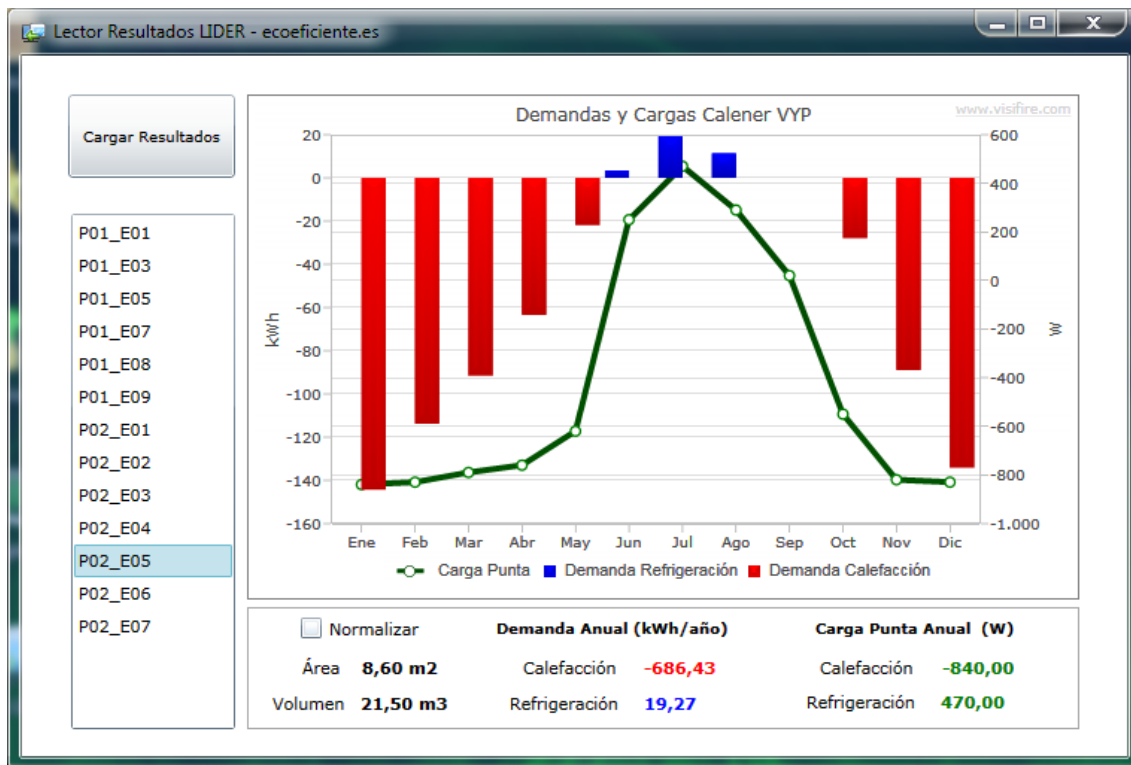 Lector Resultados LIDER - ecoeficiente.es
Cargar Resultados
P01_E01
P01_E03
P01_E05
P01_E07
P01_E08
P01_E09
P02_E01
P02_E02
P02_E03
P02_E04
P02_E05
P02_E06
P02_E07
Demandas y Cargas Calener VYP
www.visifire.com
20
0
-20
-40
-60
-80
-100
-120
-140
-160
kWh
600
400
200
0
-200
-400
-600
-800
-1.000
W
Ene Feb Mar Abr May Jun Jul Ago Sep Oct Nov Dic
Carga Punta Demanda Refrigeración Demanda Calefacción
Normalizar Demanda Anual (kWh/año) Carga Punta Anual (W)
Área 8,60 m2 Calefacción -686,43 Calefacción -840,00
Volumen 21,50 m3 Refrigeración 19,27 Refrigeración 470,00